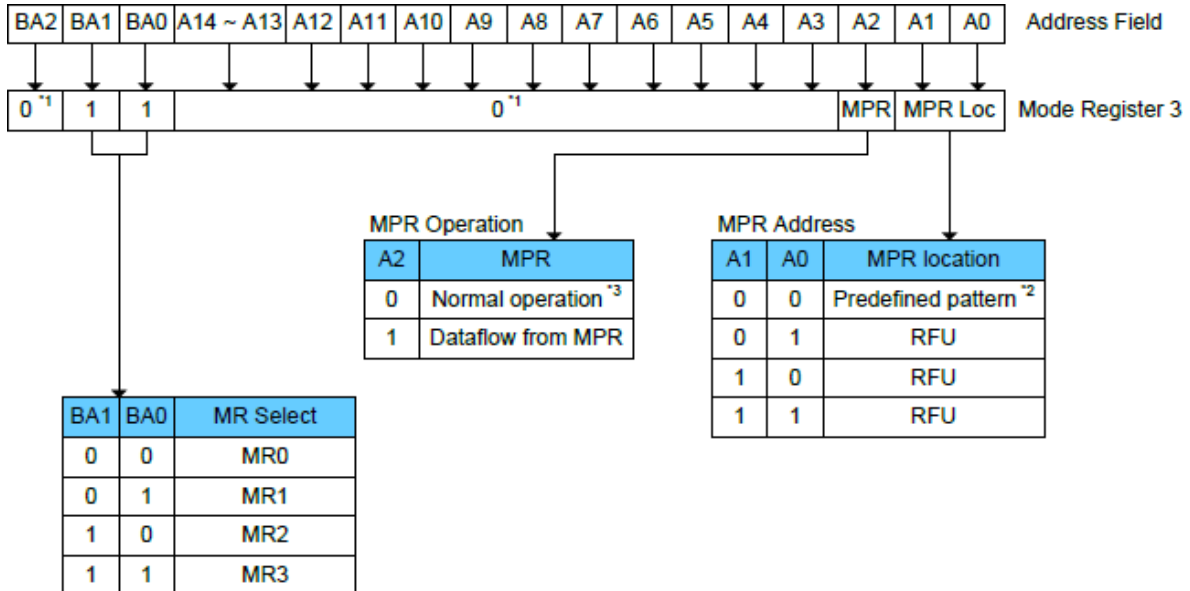 BA2 BA1 BA0 A14 ~ A13 A12 A11 A10 A9 A8 A7 A6 A5 A4 A3 A2 A1 A0 Address Field
0 *1 1 1 0 *1 MPR MPR Loc Mode Register 3
MPR Operation
A2 MPR
0 Normal operation *3
1 Dataflow from MPR
MPR Address
A1 A0 MPR location
0 0 Predefined pattern *2
0 1 RFU
1 0 RFU
1 1 RFU
BA1 BA0 MR Select
0 0 MR0
0 1 MR1
1 0 MR2
1 1 MR3